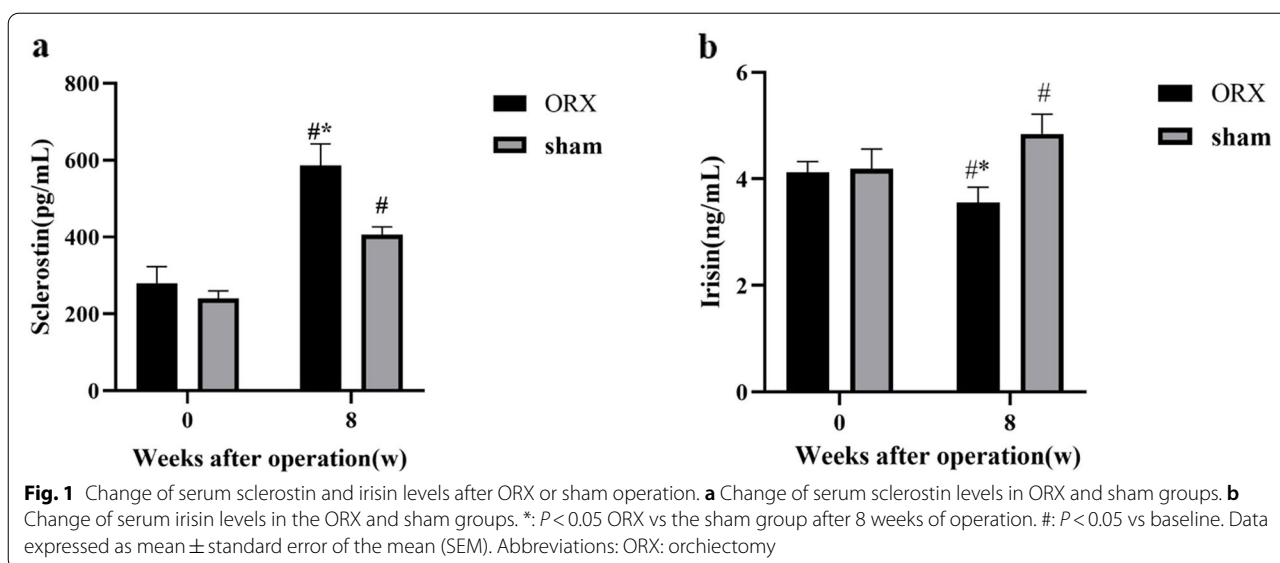 a
800
600
400
200
0
Sclerostin(pg/mL)
#*
#
0
8
Weeks after operation(w)
ORX
sham
b
6
4
2
0
Irisin(ng/mL)
#*
#
0
8
Weeks after operation(w)
ORX
sham
Fig. 1 Change of serum sclerostin and irisin levels after ORX or sham operation. a Change of serum sclerostin levels in ORX and sham groups. b
Change of serum irisin levels in the ORX and sham groups. *: P < 0.05 ORX vs the sham group after 8 weeks of operation. #: P < 0.05 vs baseline. Data
expressed as mean ± standard error of the mean (SEM). Abbreviations: ORX: orchiectomy